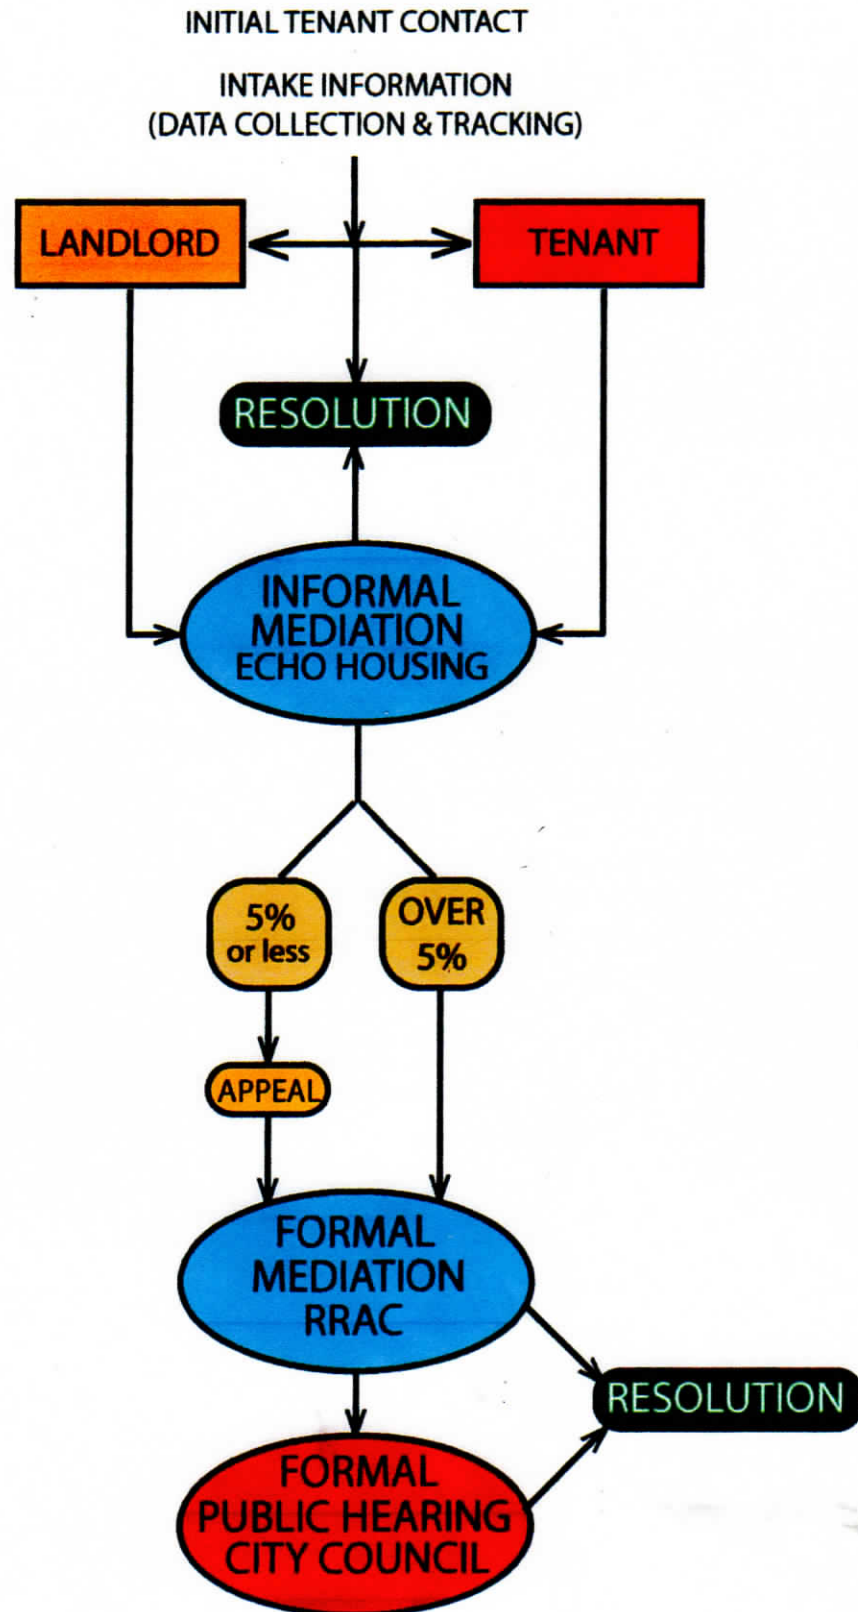 INITIAL TENANT CONTACT
INTAKE INFORMATION
(DATA COLLECTION & TRACKING)
LANDLORD
TENANT
RESOLUTION
INFORMAL
MEDIATION
ECHO HOUSING
5%
or less
OVER
5%
APPEAL
FORMAL
MEDIATION
RRAC
RESOLUTION
FORMAL
PUBLIC HEARING
CITY COUNCIL